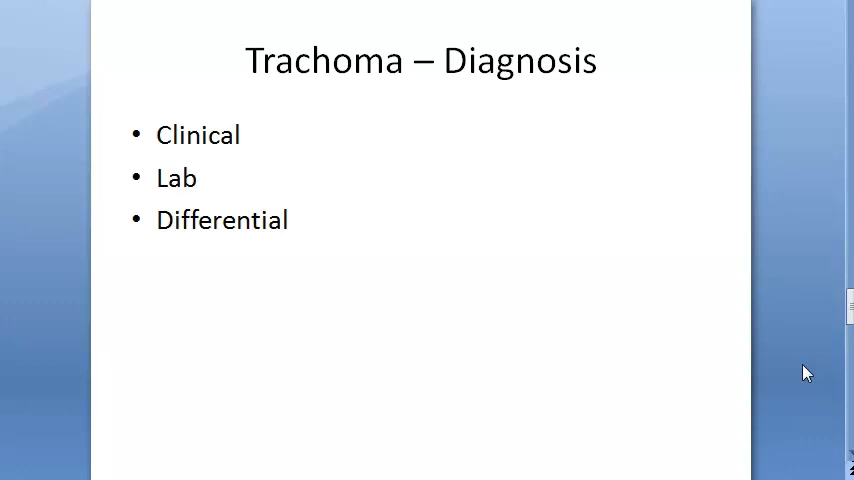 Trachoma – Diagnosis
• Clinical
• Lab
• Differential